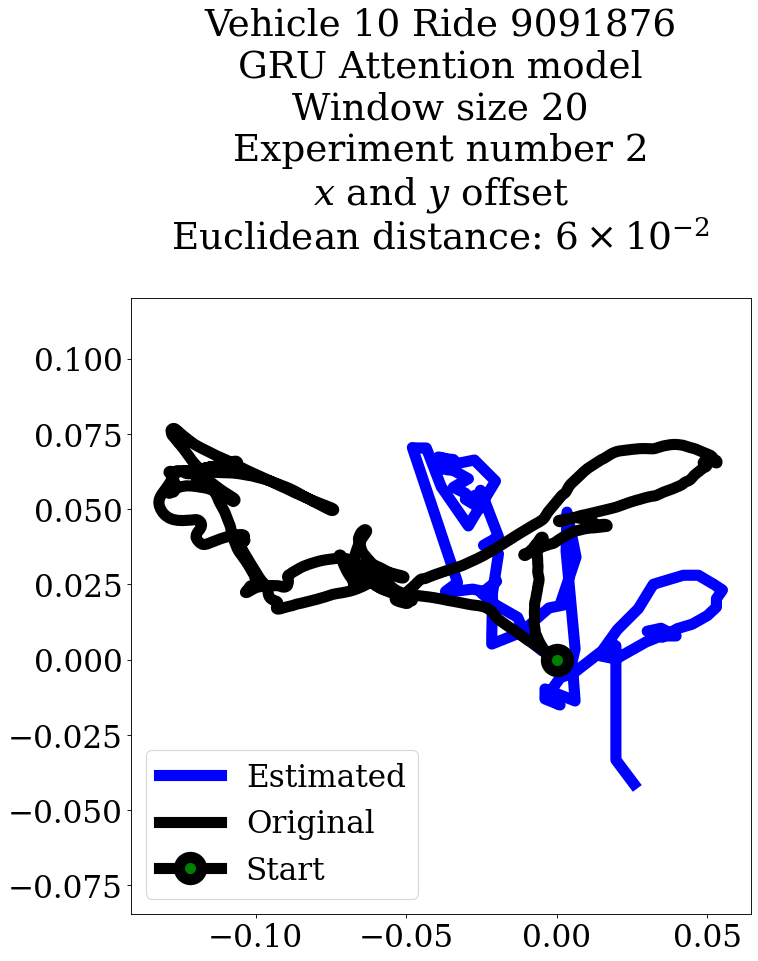 Vehicle 10 Ride 9091876
GRU Attention model
Window size 20
Experiment number 2
x and y offset
Euclidean distance: 6 × 10⁻²
0.100
0.075
0.050
0.025
0.000
−0.025
−0.050
−0.075
Estimated
Original
Start
−0.10 −0.05 0.00 0.05